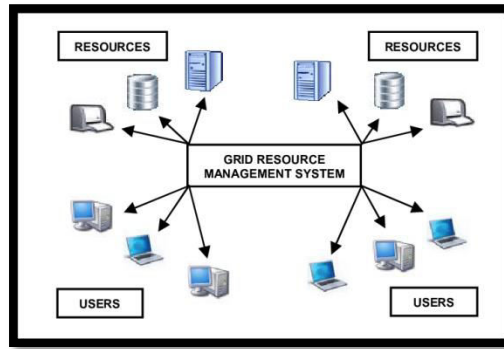 RESOURCES
RESOURCES
GRID RESOURCE
MANAGEMENT SYSTEM
USERS
USERS